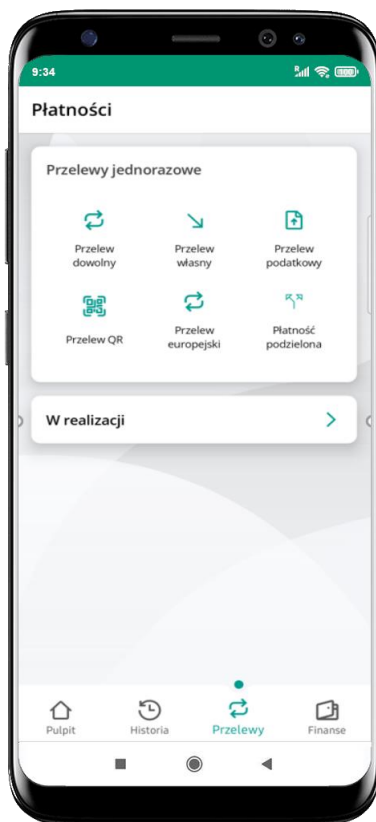 9:34
Płatności
Przelewy jednorazowe
Przelew
dowolny
Przelew
własny
Przelew
podatkowy
Przelew QR
Przelew
europejski
Płatność
podzielona
W realizacji
Pulpit
Historia
Przelewy
Finanse